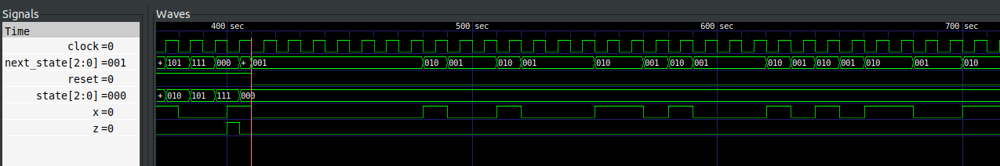 Signals
Waves
Time
400 sec
500 sec
600 sec
700 sec
clock=0
next_state[2:0]=001
+ 101 111 000 + 001 010 001 010 001 010 001 010 001 010 001 010 001 010 001 010
reset=0
state[2:0]=000
+ 010 101 111 000
x=0
z=0